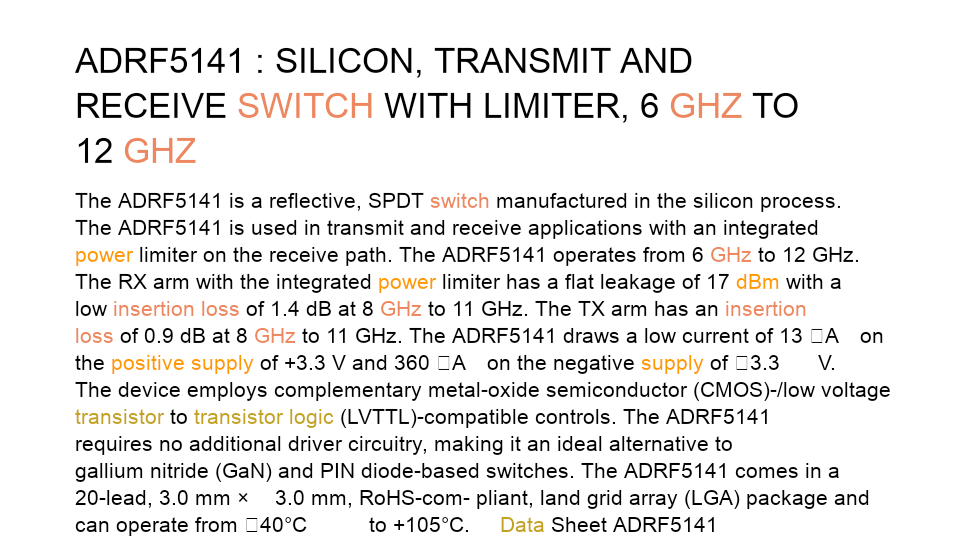 ADRF5141 : SILICON, TRANSMIT AND
RECEIVE SWITCH WITH LIMITER, 6 GHZ TO
12 GHZ
The ADRF5141 is a reflective, SPDT switch manufactured in the silicon process.
The ADRF5141 is used in transmit and receive applications with an integrated
power limiter on the receive path. The ADRF5141 operates from 6 GHz to 12 GHz.
The RX arm with the integrated power limiter has a flat leakage of 17 dBm with a
low insertion loss of 1.4 dB at 8 GHz to 11 GHz. The TX arm has an insertion
loss of 0.9 dB at 8 GHz to 11 GHz. The ADRF5141 draws a low current of 13 □A on
the positive supply of +3.3 V and 360 □A on the negative supply of □3.3 V.
The device employs complementary metal-oxide semiconductor (CMOS)-/low voltage
transistor to transistor logic (LVTTL)-compatible controls. The ADRF5141
requires no additional driver circuitry, making it an ideal alternative to
gallium nitride (GaN) and PIN diode-based switches. The ADRF5141 comes in a
20-lead, 3.0 mm × 3.0 mm, RoHS-com- pliant, land grid array (LGA) package and
can operate from □40°C to +105°C. Data Sheet ADRF5141